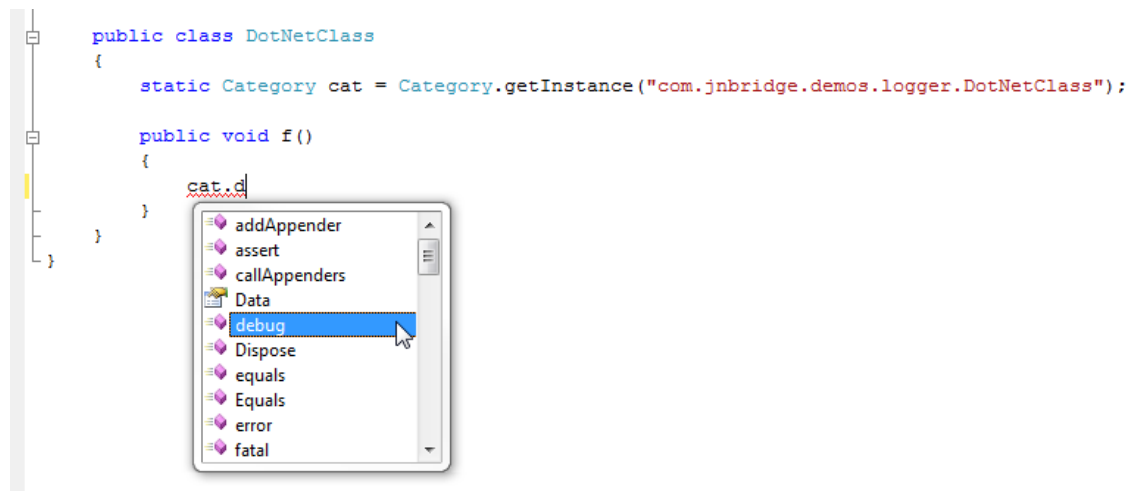 public class DotNetClass
{
static Category cat = Category.getInstance("com.jnbridge.demos.logger.DotNetClass");
public void f()
{
cat.d
}
}
}
addAppender
assert
callAppenders
Data
debug
Dispose
equals
Equals
error
fatal